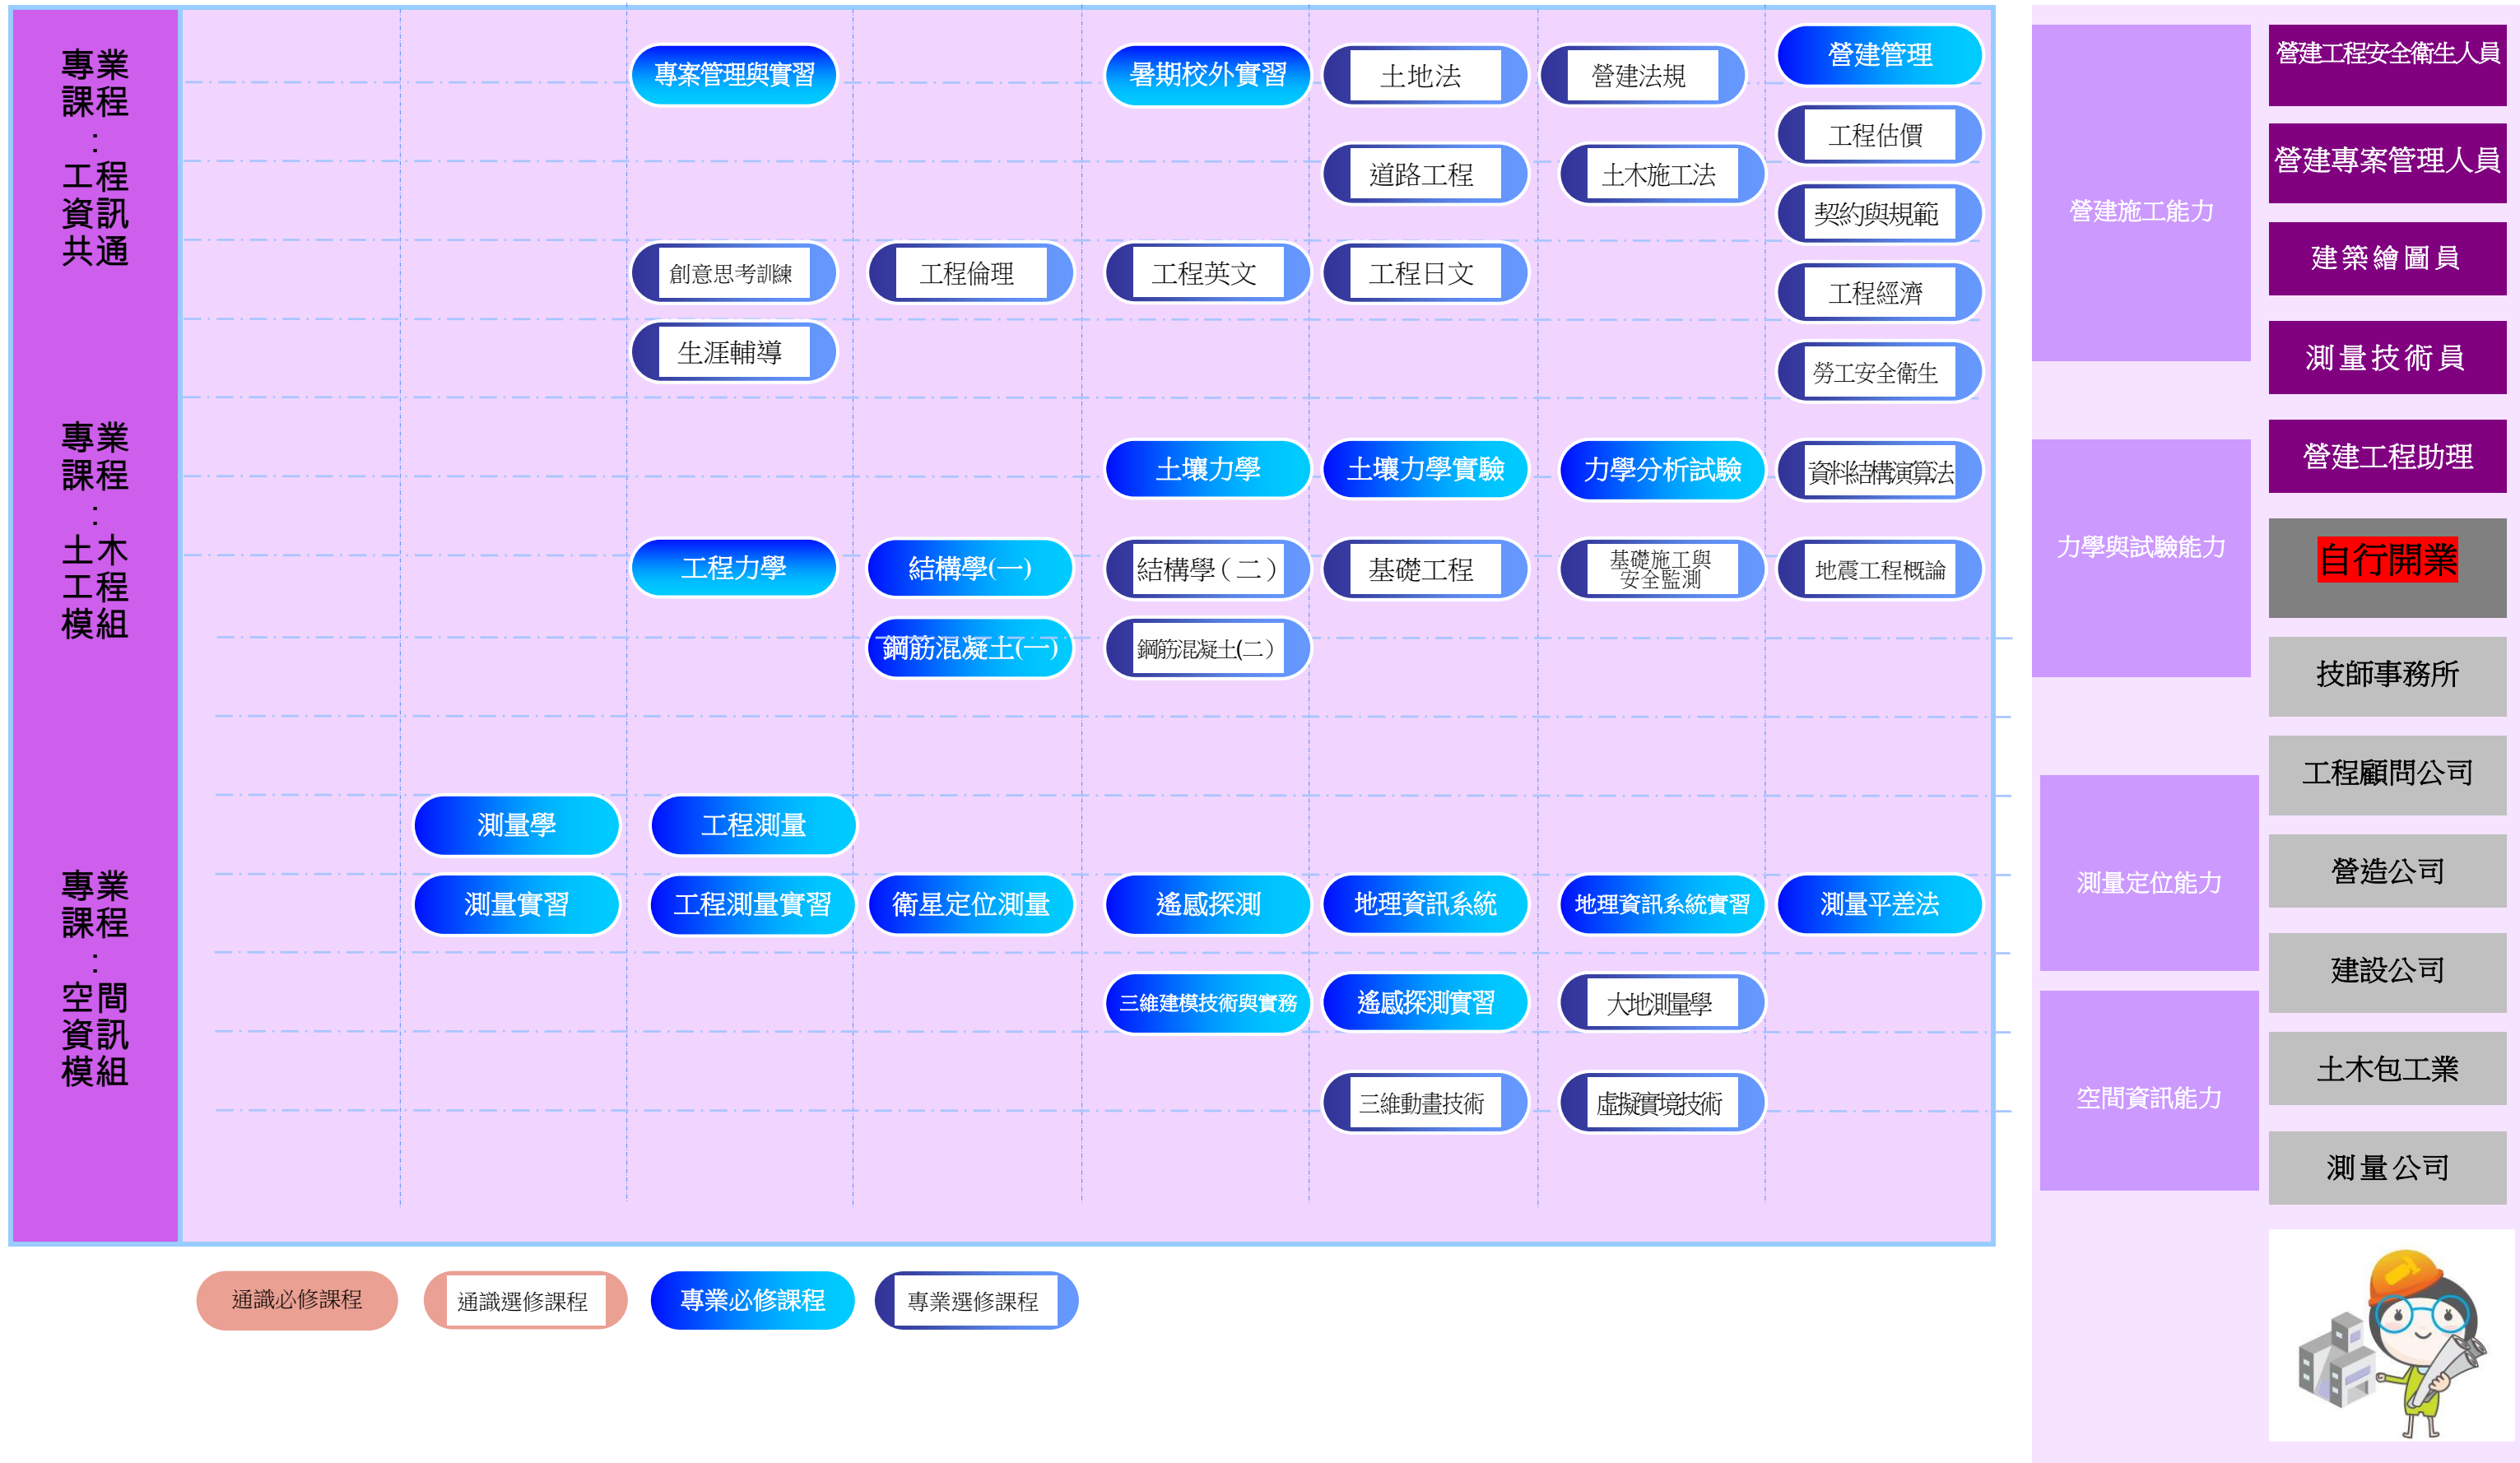 專業
課程
:
工程
資訊
共通
專業
課程
:
土木
工程
模組
專業
課程
:
空間
資訊
模組
專案管理與實習
暑期校外實習
土地法
營建法規
營建管理
工程估價
道路工程
土木施工法
契約與規範
創意思考訓練
工程倫理
工程英文
工程日文
工程經濟
生涯輔導
勞工安全衛生
土壤力學
土壤力學實驗
力學分析試驗
資料結構演算法
工程力學
結構學(一)
結構學（二）
基礎工程
基礎施工與
安全監測
地震工程概論
鋼筋混凝土(一)
鋼筋混凝土(二）
測量學
工程測量
測量實習
工程測量實習
衛星定位測量
遙感探測
地理資訊系統
地理資訊系統實習
測量平差法
三維建模技術與實務
遙感探測實習
大地測量學
三維動畫技術
虛擬實境技術
通識必修課程
通識選修課程
專業必修課程
專業選修課程
營建施工能力
力學與試驗能力
測量定位能力
空間資訊能力
營建工程安全衛生人員
營建專案管理人員
建築繪圖員
測量技術員
營建工程助理
自行開業
技師事務所
工程顧問公司
營造公司
建設公司
土木包工業
測量公司